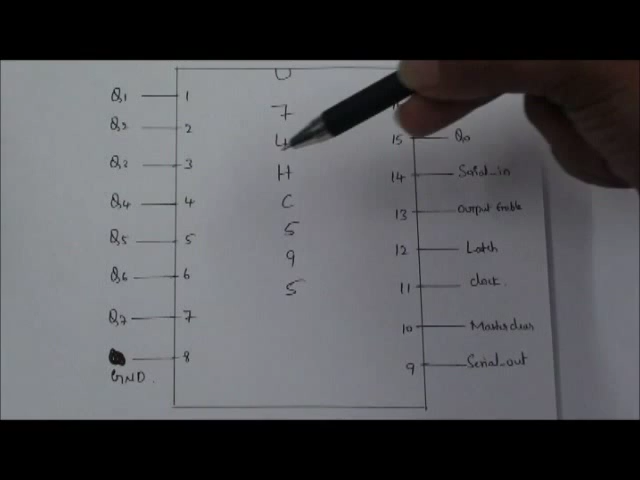 Q1 1
Q2 2
Q3 3
Q4 4
Q5 5
Q6 6
Q7 7
8
GND.
7
4
H
C
5
9
5
15 Q0
14 Serial_in
13 Output Enable
12 Latch
11 clock.
10 Master clear
9 Serial_out